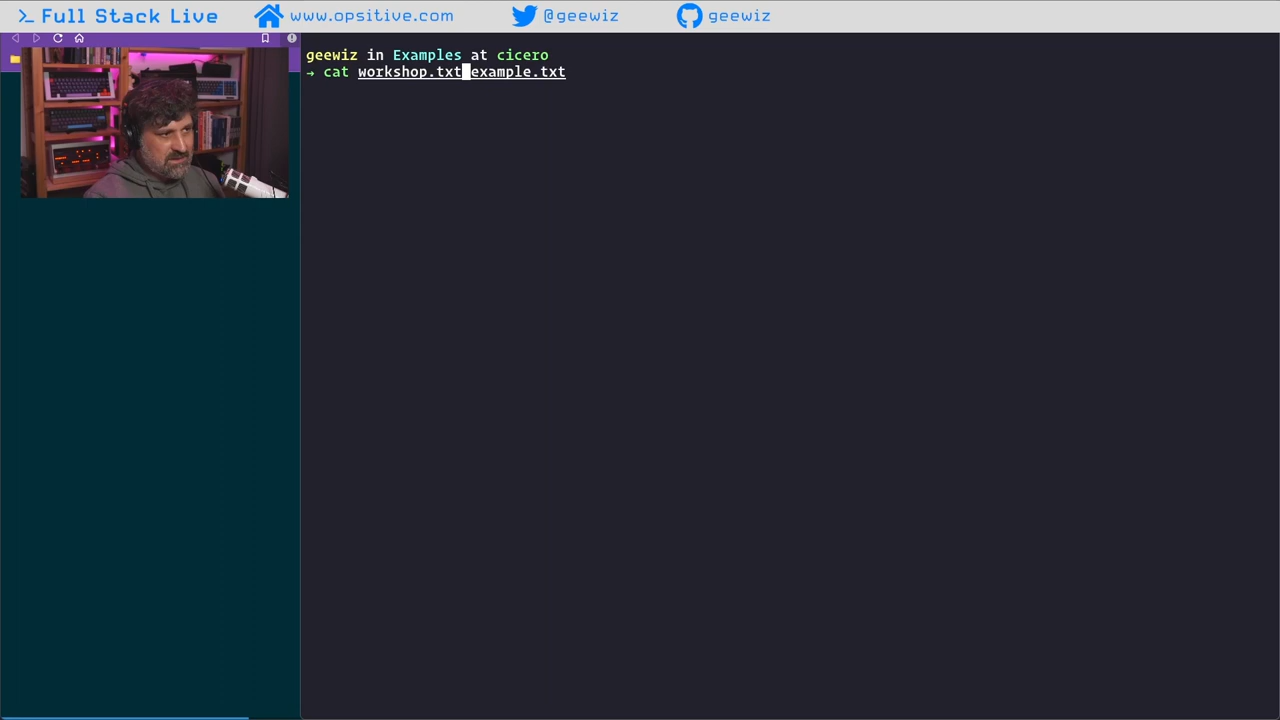 >_ Full Stack Live www.opsitive.com @geewiz geewiz
geewiz in Examples at cicero
→ cat workshop.txt example.txt